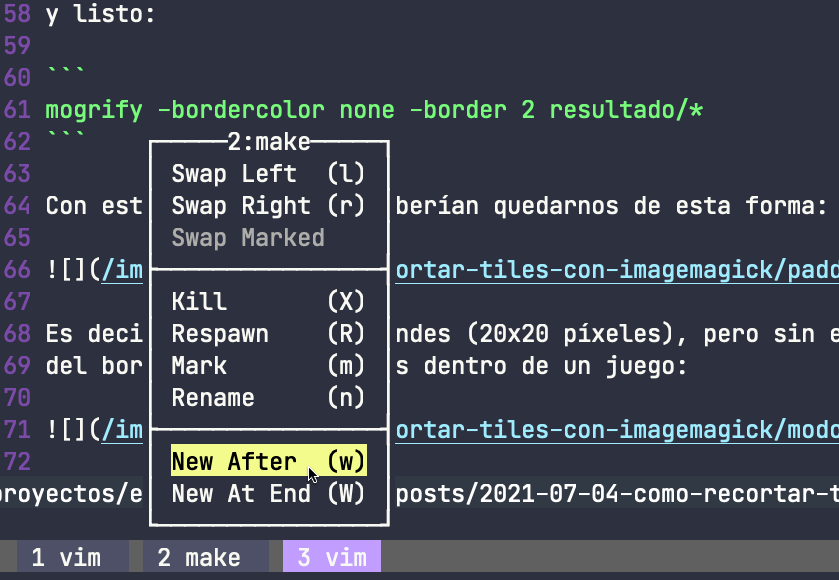 58 y listo:
59
60 ```
61 mogrify -bordercolor none -border 2 resultado/*
62 ```
2:make
63
Swap Left (l)
64 Con est
Swap Right (r)
berían quedarnos de esta forma:
65
Swap Marked
66 ![](/im
ortar-tiles-con-imagemagick/padd
67
Kill (X)
68 Es deci
Respawn (R)
ndes (20x20 píxeles), pero sin e
69 del bor
Mark (m)
s dentro de un juego:
70
Rename (n)
71 ![](/im
ortar-tiles-con-imagemagick/modo
72
New After (w)
proyectos/e
New At End (W)
posts/2021-07-04-como-recortar-t
1 vim 2 make 3 vim